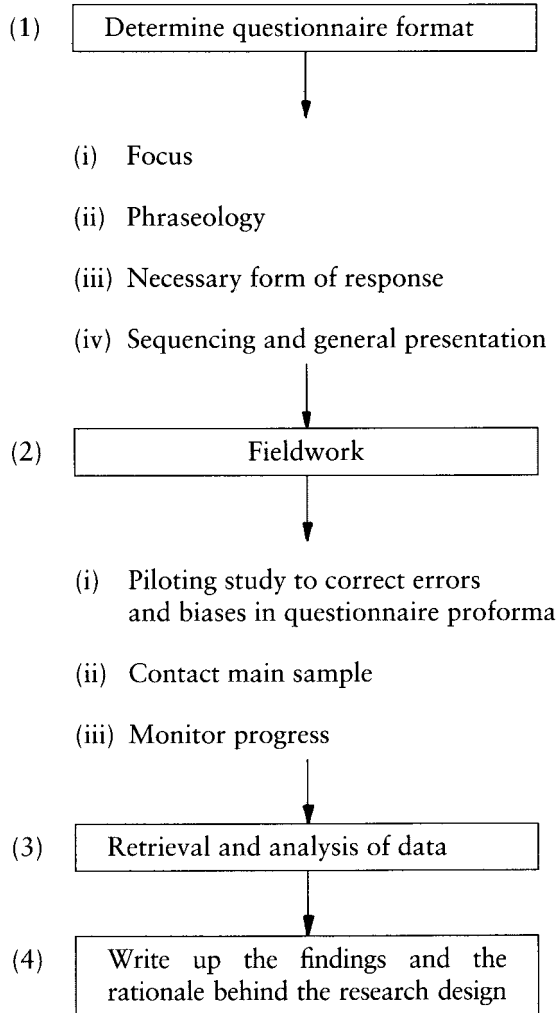 (1) Determine questionnaire format
(i) Focus
(ii) Phraseology
(iii) Necessary form of response
(iv) Sequencing and general presentation
(2) Fieldwork
(i) Piloting study to correct errors
and biases in questionnaire proforma
(ii) Contact main sample
(iii) Monitor progress
(3) Retrieval and analysis of data
(4) Write up the findings and the
rationale behind the research design